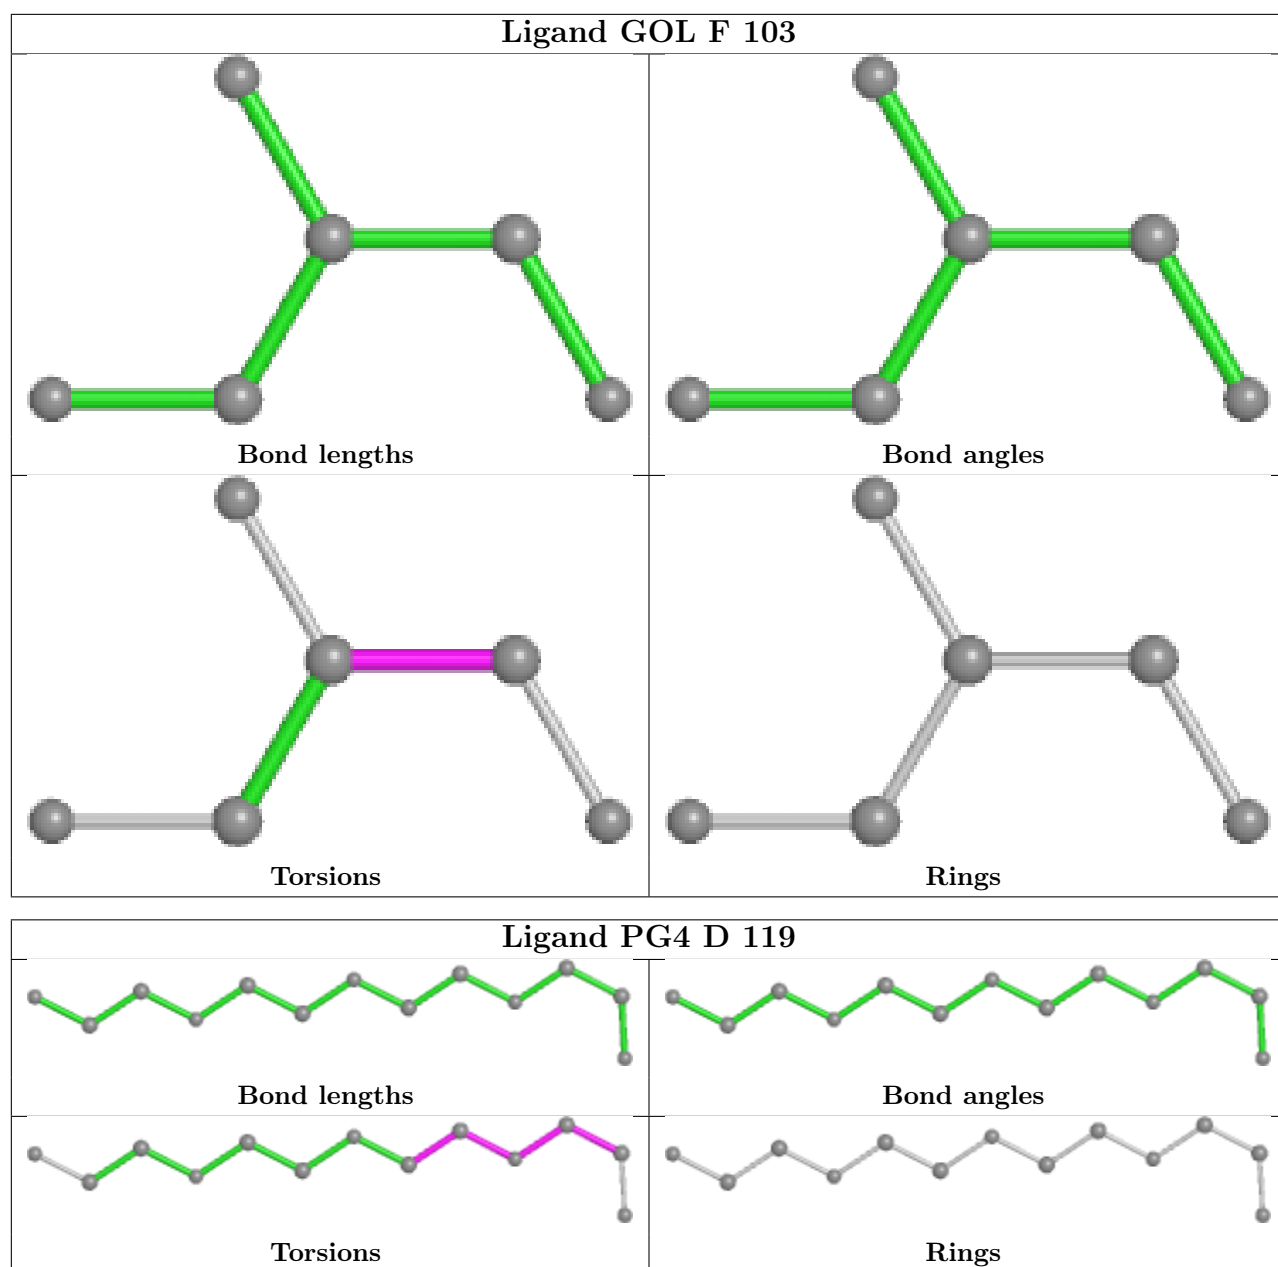 Ligand GOL F 103
Bond lengths
Bond angles
Torsions
Rings
Ligand PG4 D 119
Bond lengths
Bond angles
Torsions
Rings